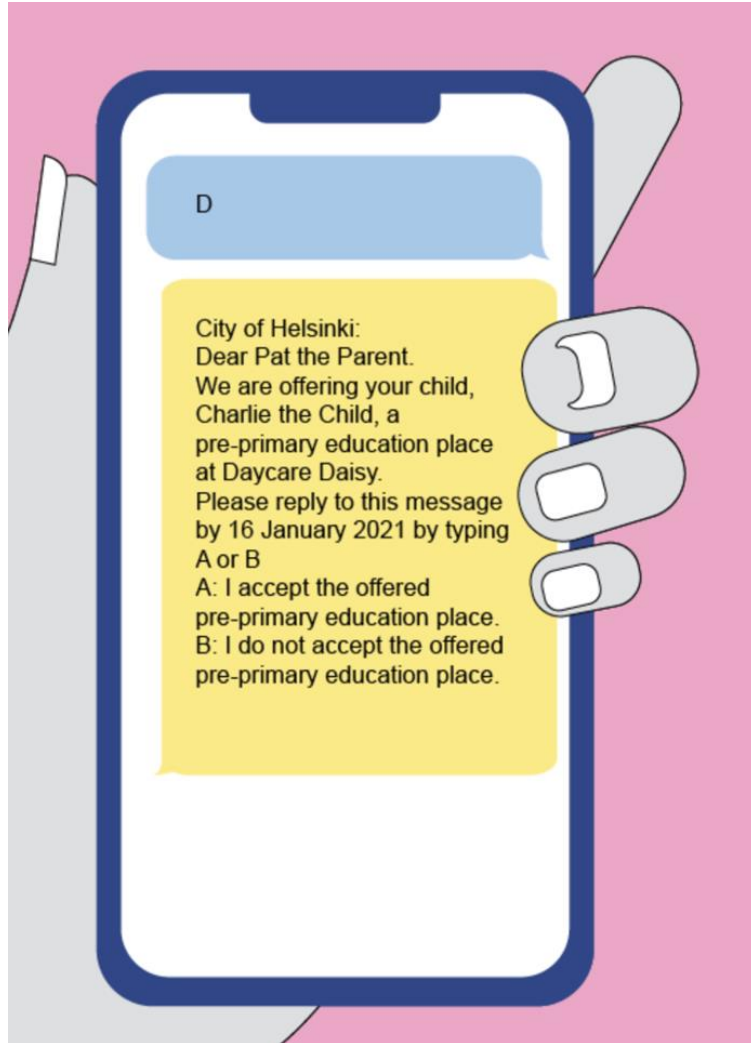 D
City of Helsinki:
Dear Pat the Parent.
We are offering your child,
Charlie the Child, a
pre-primary education place
at Daycare Daisy.
Please reply to this message
by 16 January 2021 by typing
A or B
A: I accept the offered
pre-primary education place.
B: I do not accept the offered
pre-primary education place.